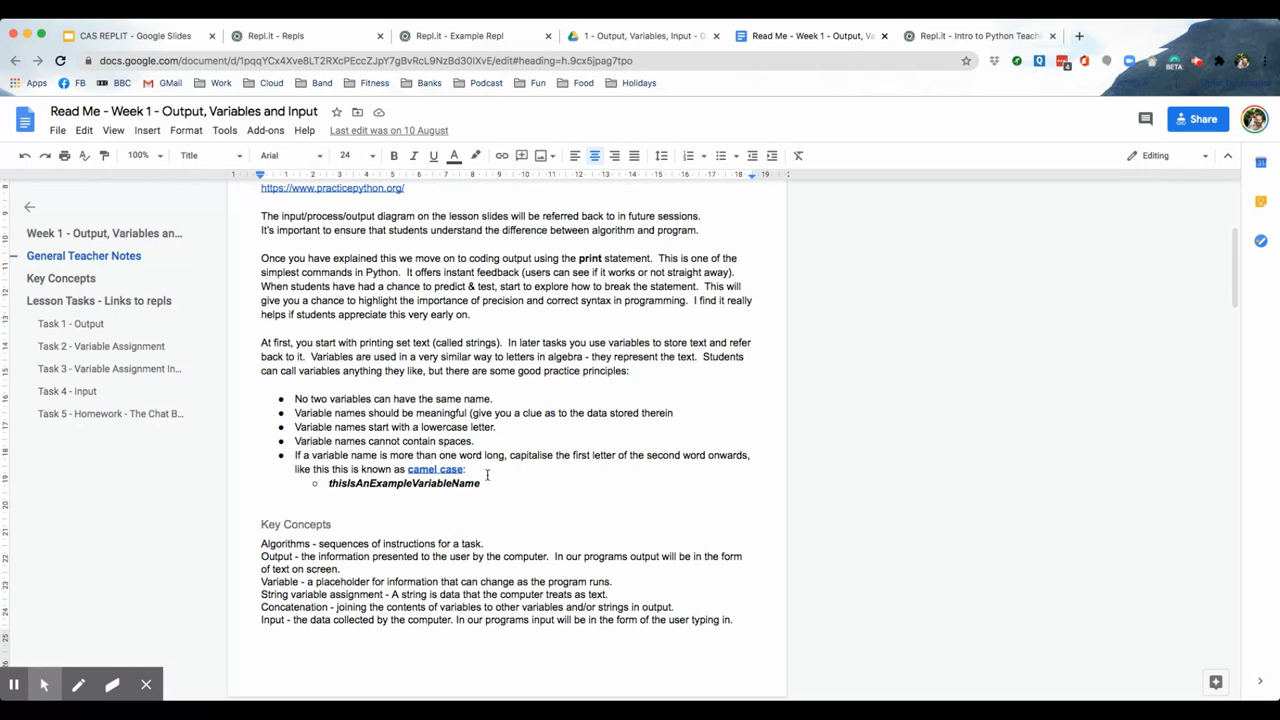 CAS REPLIT - Google Slides
Repl.it - Repls
Repl.it - Example Repl
1 - Output, Variables, Input - G
Read Me - Week 1 - Output, Va
Repl.it - Intro to Python Teachi
docs.google.com/document/d/1pqqYCx4Xve8LT2RXcPEccZJpY7gBvRcL9NzBd30IXvE/edit#heading=h.9cx5jpag7tpo
Apps
FB
BBC
GMail
Work
Cloud
Band
Fitness
Banks
Podcast
Fun
Food
Holidays
BETA
Read Me - Week 1 - Output, Variables and Input
File Edit View Insert Format Tools Add-ons Help
Last edit was on 10 August
Share
100%
Title
Arial
24
Editing
Week 1 - Output, Variables an...
General Teacher Notes
Key Concepts
Lesson Tasks - Links to repls
Task 1 - Output
Task 2 - Variable Assignment
Task 3 - Variable Assignment In...
Task 4 - Input
Task 5 - Homework - The Chat B...
https://www.practicepython.org/
The input/process/output diagram on the lesson slides will be referred back to in future sessions.
It's important to ensure that students understand the difference between algorithm and program.
Once you have explained this we move on to coding output using the print statement. This is one of the
simplest commands in Python. It offers instant feedback (users can see if it works or not straight away).
When students have had a chance to predict & test, start to explore how to break the statement. This will
give you a chance to highlight the importance of precision and correct syntax in programming. I find it really
helps if students appreciate this very early on.
At first, you start with printing set text (called strings). In later tasks you use variables to store text and refer
back to it. Variables are used in a very similar way to letters in algebra - they represent the text. Students
can call variables anything they like, but there are some good practice principles:
● No two variables can have the same name.
● Variable names should be meaningful (give you a clue as to the data stored therein
● Variable names start with a lowercase letter.
● Variable names cannot contain spaces.
● If a variable name is more than one word long, capitalise the first letter of the second word onwards,
like this this is known as camel case:
○ thisIsAnExampleVariableName
Key Concepts
Algorithms - sequences of instructions for a task.
Output - the information presented to the user by the computer. In our programs output will be in the form
of text on screen.
Variable - a placeholder for information that can change as the program runs.
String variable assignment - A string is data that the computer treats as text.
Concatenation - joining the contents of variables to other variables and/or strings in output.
Input - the data collected by the computer. In our programs input will be in the form of the user typing in.